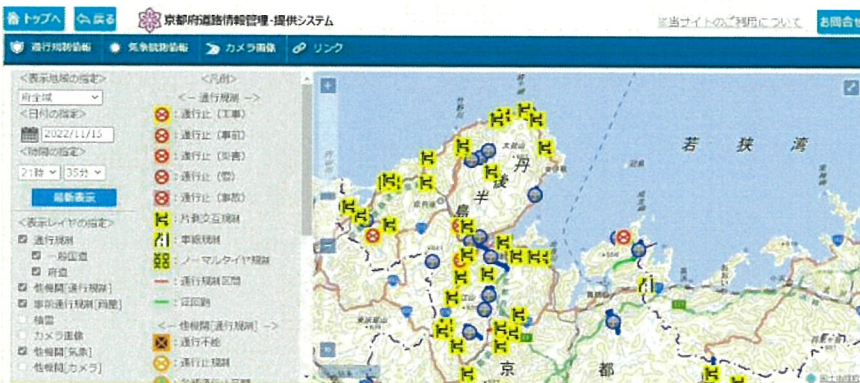 トップへ
戻る
京都府道路情報管理・提供システム
※当サイトのご利用について
お問合せ
通行規制情報
気象観測情報
カメラ画像
リンク
<表示地域の指定>
府全域
<日付の指定>
2022/11/15
<時間の指定>
21時 35分
最新表示
<表示レイヤの指定>
通行規制
一般国道
府道
他機関[通行規制]
事前通行規制[雨量]
積雪
カメラ画像
他機関[気象]
他機関[カメラ]
<凡例>
<- 通行規制 ->
:通行止(工事)
:通行止(事前)
:通行止(災害)
:通行止(雪)
:通行止(事故)
:片側交互規制
:車線規制
:ノーマルタイヤ規制
:通行規制区間
:迂回路
<- 他機関[通行規制] ->
:通行不能
:通行止規制
若狭湾
丹後半島
京都